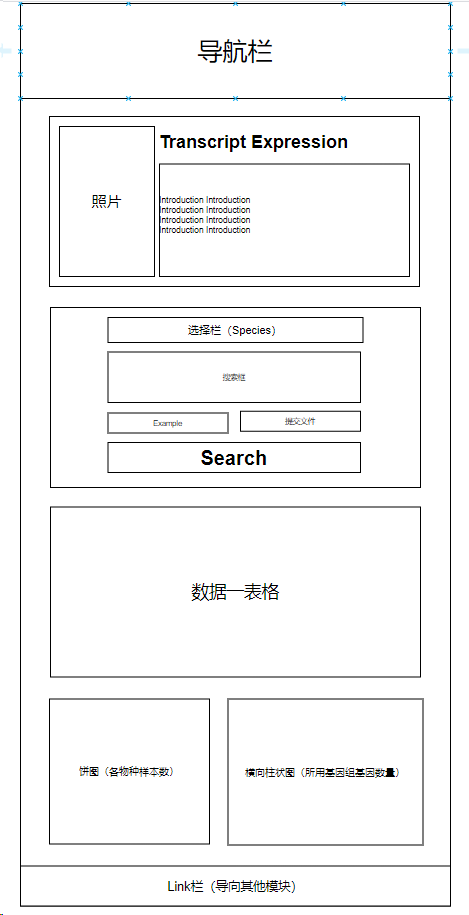 导航栏
Transcript Expression
照片
Introduction Introduction
Introduction Introduction
Introduction Introduction
Introduction Introduction
选择栏（Species）
搜索框
Example
提交文件
Search
数据一表格
饼图（各物种样本数）
横向柱状图（所用基因组基因数量）
Link栏（导向其他模块）